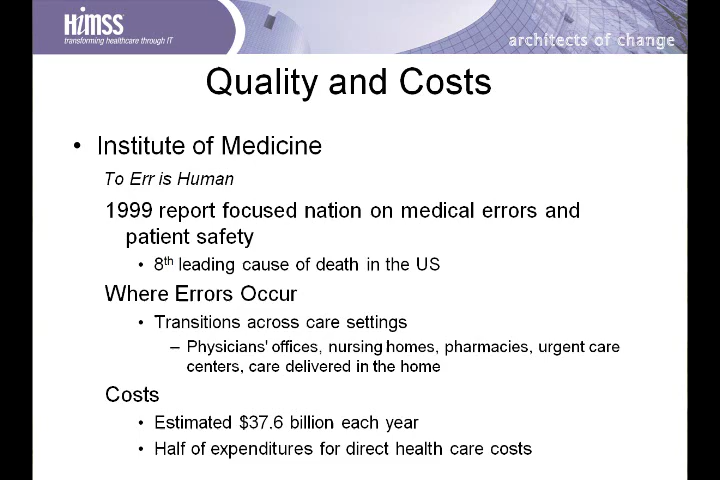 HiMSS
transforming healthcare through IT
architects of change
Quality and Costs
• Institute of Medicine
To Err is Human
1999 report focused nation on medical errors and
patient safety
• 8th leading cause of death in the US
Where Errors Occur
• Transitions across care settings
– Physicians' offices, nursing homes, pharmacies, urgent care
centers, care delivered in the home
Costs
• Estimated $37.6 billion each year
• Half of expenditures for direct health care costs